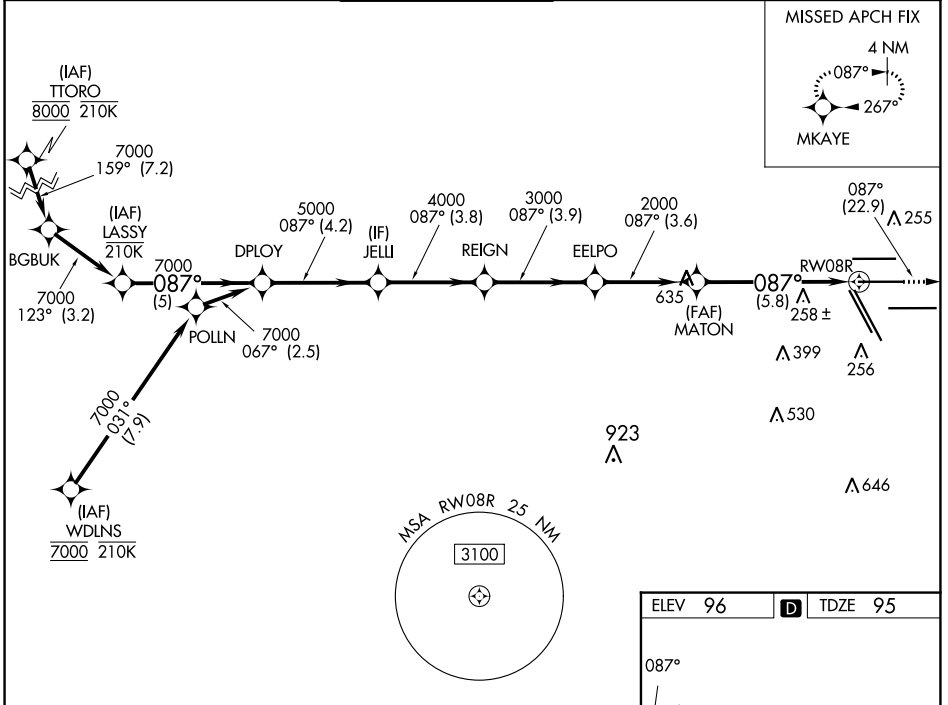 MISSED APCH FIX
4 NM
087°
267°
MKAYE
(IAF)
TTORO
8000 210K
7000
159° (7.2)
BGBUK
7000
123° (3.2)
(IAF)
LASSY
210K
7000
087°
(5)
DPLOY
POLLN
7000
067° (2.5)
7000
031°
(7.9)
(IAF)
WDLNS
7000 210K
5000
087° (4.2)
(IF)
JELLI
4000
087° (3.8)
REIGN
3000
087° (3.9)
EELPO
2000
087° (3.6)
635
(FAF)
MATON
087°
(5.8)
RW08R
087°
(22.9)
255
258 ±
399
256
530
923
646
MSA RW08R 25 NM
3100
ELEV 96 D TDZE 95
087°